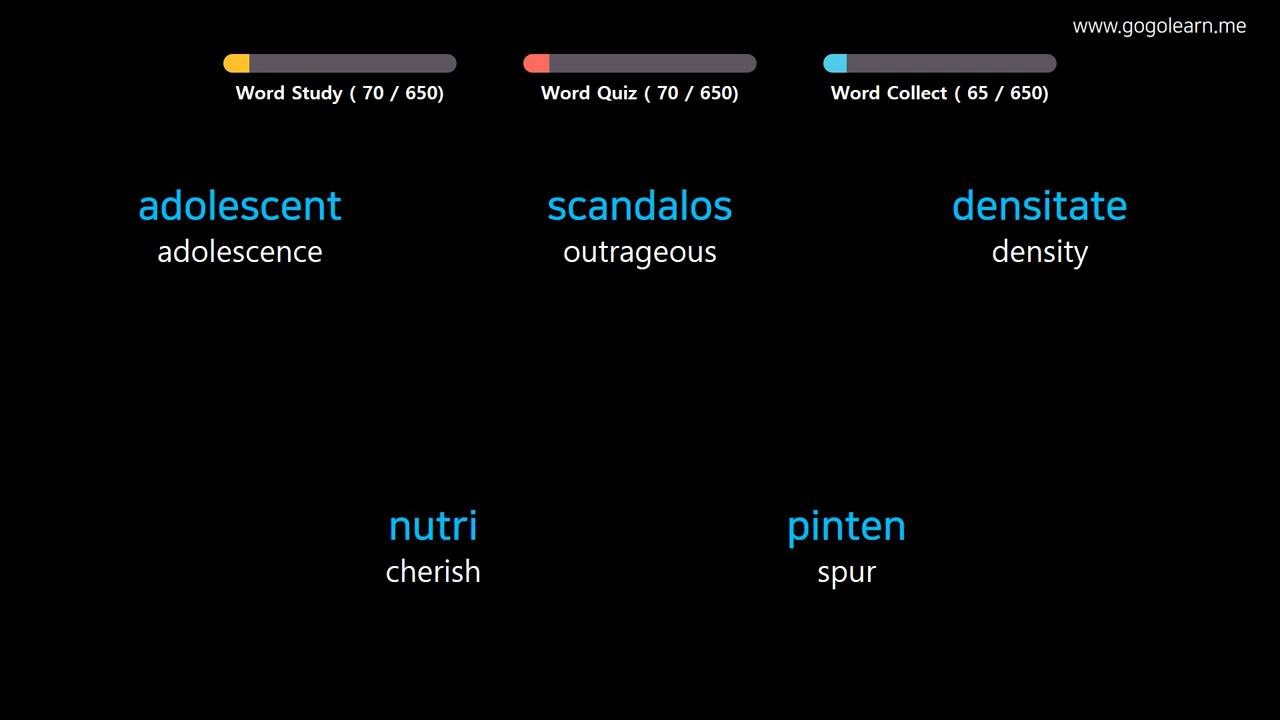 www.gogolearn.me
Word Study ( 70 / 650)
Word Quiz ( 70 / 650)
Word Collect ( 65 / 650)
adolescent
adolescence
scandalos
outrageous
densitate
density
nutri
cherish
pinten
spur